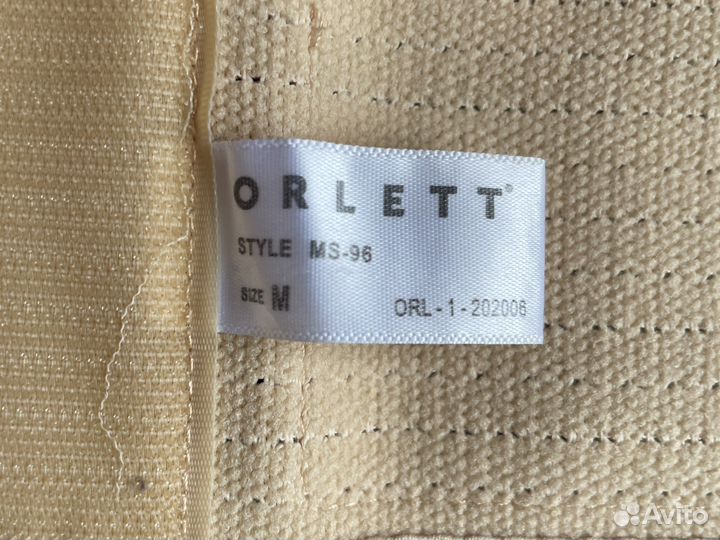 ORLETT®
STYLE MS-96
SIZE M ORL-1-202006
Avito